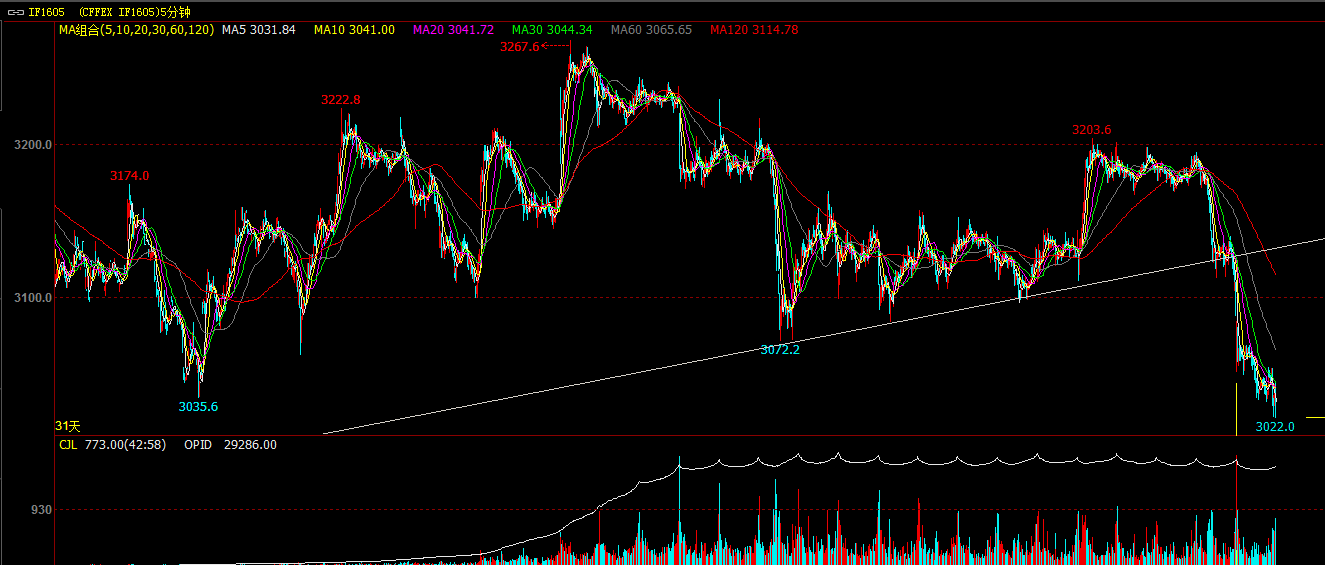 IF1605 (CFFEX IF1605)5分钟
MA组合(5,10,20,30,60,120) MA5 3031.84 MA10 3041.00 MA20 3041.72 MA30 3044.34 MA60 3065.65 MA120 3114.78
3267.6
3222.8
3203.6
3200.0
3174.0
3100.0
3072.2
3035.6
31天
3022.0
CJL 773.00(42:58) OPID 29286.00
930